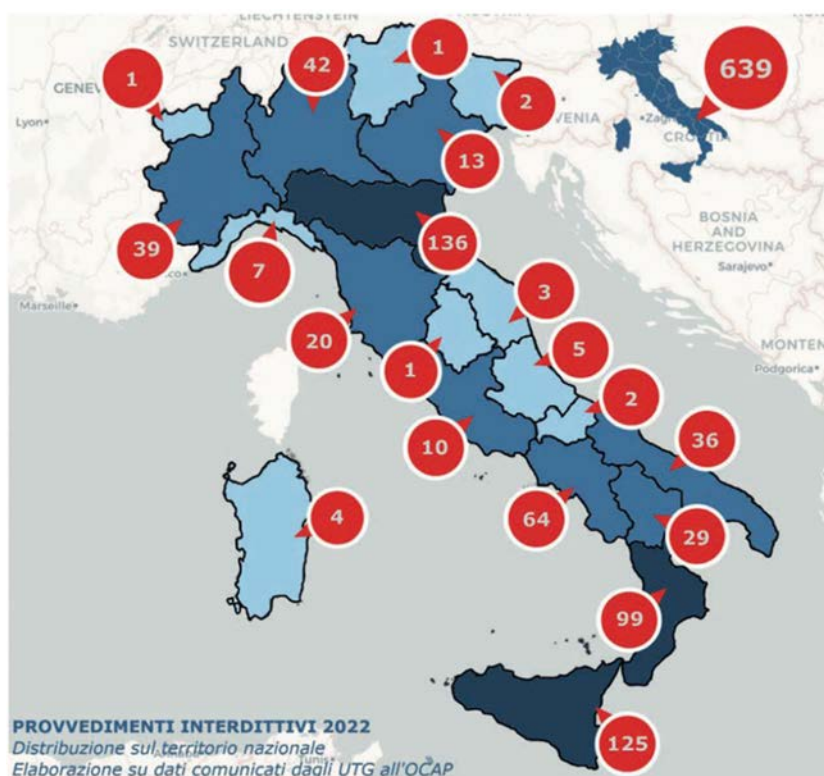 LIECHTENSTEIN
SWITZERLAND
1
42
1
639
GENEV
2
Lyon
VENIA
Zag
CROATIA
13
BOSNIA
AND
HERZEGOVINA
39
7
136
Sarajevo
co
Marseille
3
20
5
MONTEN
Podgorica
1
2
10
36
4
64
29
99
125
PROVVEDIMENTI INTERDITTIVI 2022
Distribuzione sul territorio nazionale
Elaborazione su dati comunicati dagli UTG all'OCAP